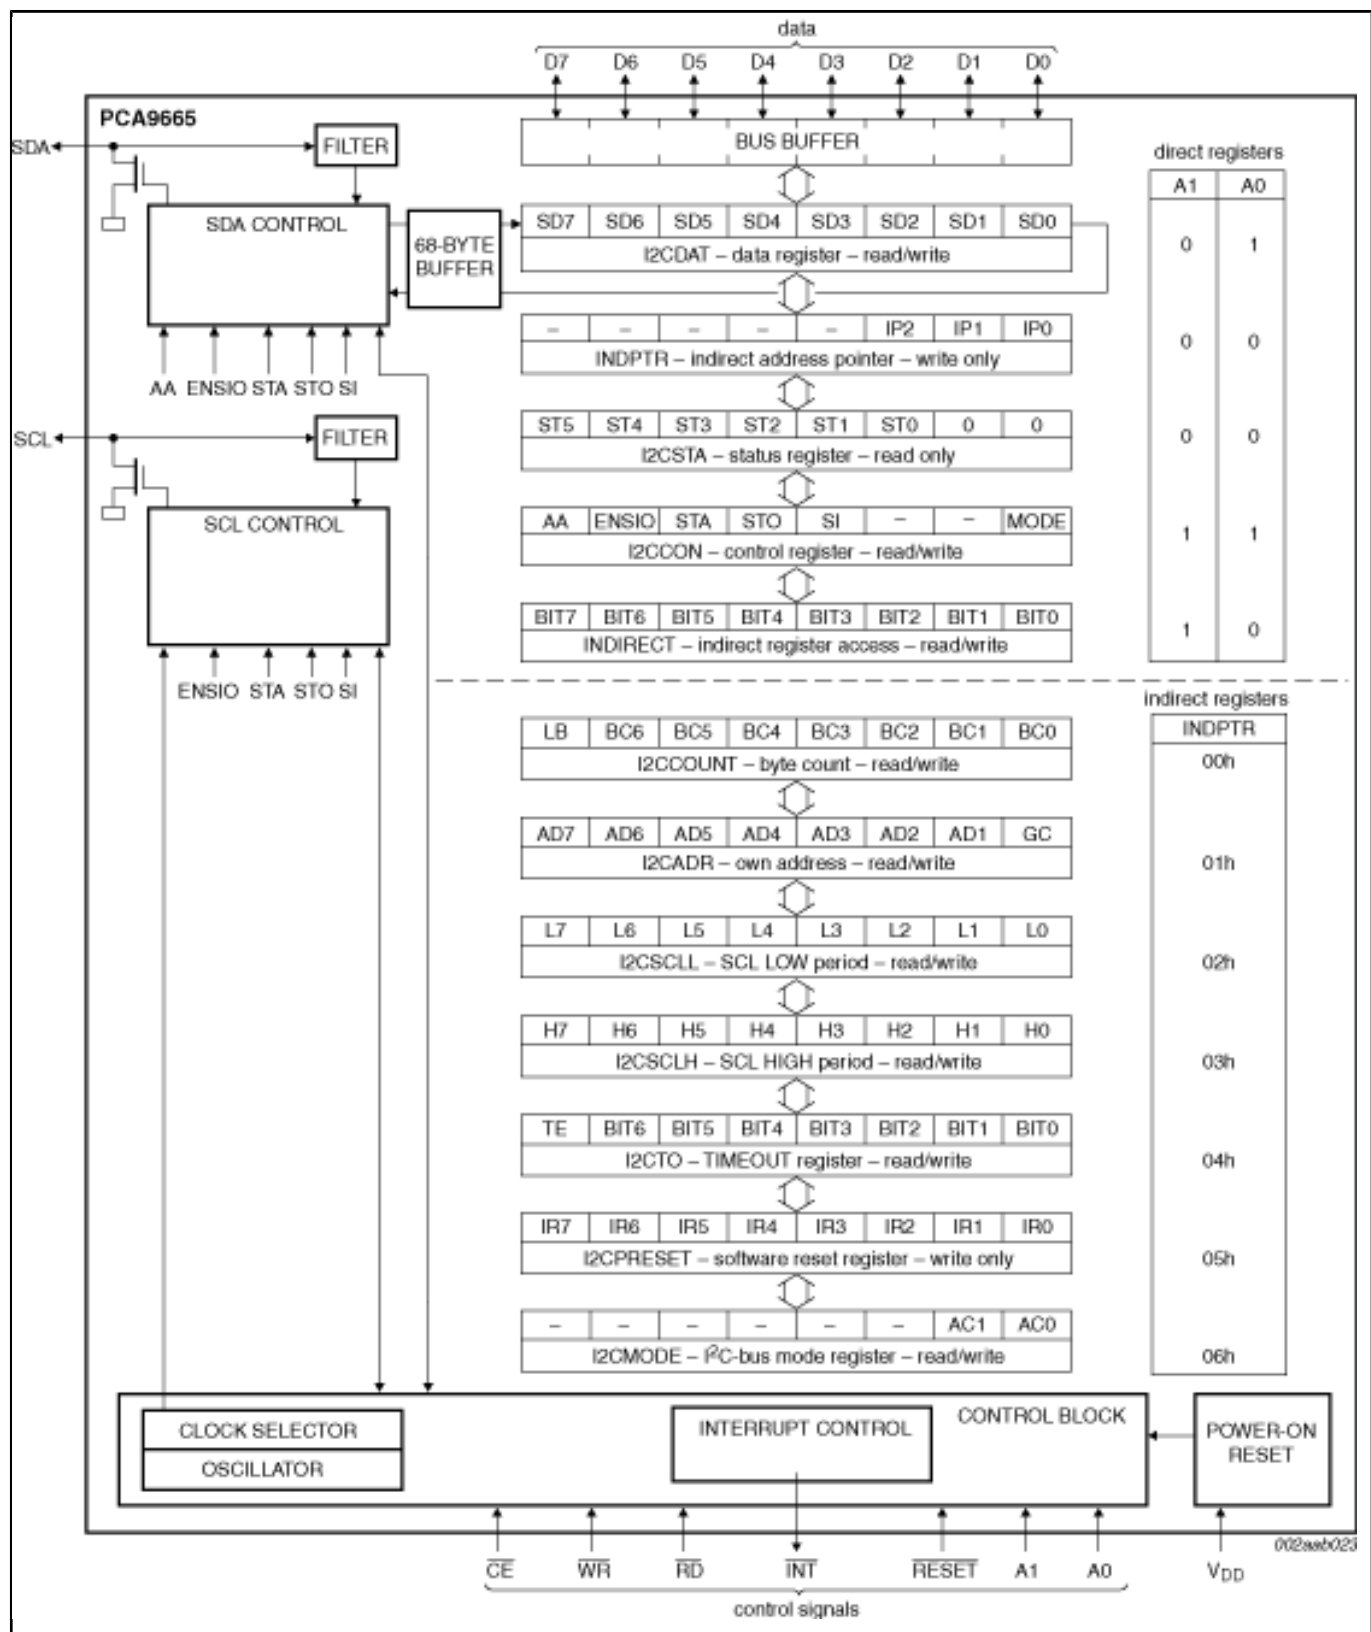 data
D7 D6 D5 D4 D3 D2 D1 D0
PCA9665
SDA
FILTER
BUS BUFFER
direct registers
A1 A0
SDA CONTROL
68-BYTE
BUFFER
SD7 SD6 SD5 SD4 SD3 SD2 SD1 SD0
I2CDAT – data register – read/write
0 1
– – – – – IP2 IP1 IP0
INDPTR – indirect address pointer – write only
0 0
AA ENSIO STA STO SI
SCL
FILTER
ST5 ST4 ST3 ST2 ST1 ST0 0 0
I2CSTA – status register – read only
0 0
SCL CONTROL
AA ENSIO STA STO SI – – MODE
I2CCON – control register – read/write
1 1
BIT7 BIT6 BIT5 BIT4 BIT3 BIT2 BIT1 BIT0
INDIRECT – indirect register access – read/write
1 0
ENSIO STA STO SI
indirect registers
INDPTR
LB BC6 BC5 BC4 BC3 BC2 BC1 BC0
I2CCOUNT – byte count – read/write
00h
AD7 AD6 AD5 AD4 AD3 AD2 AD1 GC
I2CADR – own address – read/write
01h
L7 L6 L5 L4 L3 L2 L1 L0
I2CSCLL – SCL LOW period – read/write
02h
H7 H6 H5 H4 H3 H2 H1 H0
I2CSCLH – SCL HIGH period – read/write
03h
TE BIT6 BIT5 BIT4 BIT3 BIT2 BIT1 BIT0
I2CTO – TIMEOUT register – read/write
04h
IR7 IR6 IR5 IR4 IR3 IR2 IR1 IR0
I2CPRESET – software reset register – write only
05h
– – – – – – AC1 AC0
I2CMODE – I²C-bus mode register – read/write
06h
CLOCK SELECTOR
OSCILLATOR
INTERRUPT CONTROL
CONTROL BLOCK
POWER-ON
RESET
002aab023
CE WR RD INT RESET A1 A0 VDD
control signals